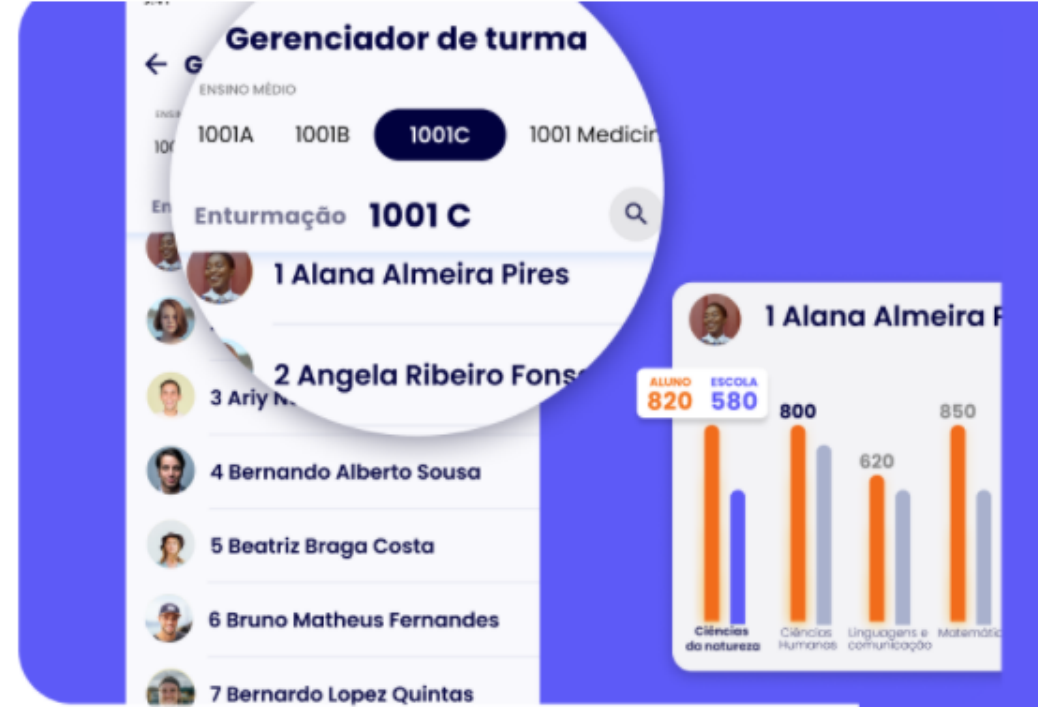 Gerenciador de turma
G
ENSINO MÉDIO
1001A 1001B 1001C 1001 Medicin
En
Enturmação 1001 C
1 Alana Almeira Pires
2 Angela Ribeiro Fons
3 Ariy
4 Bernando Alberto Sousa
5 Beatriz Braga Costa
6 Bruno Matheus Fernandes
7 Bernardo Lopez Quintas
1 Alana Almeira
ALUNO ESCOLA
820 580
800
620
850
Ciências
da natureza
Ciências
Humanas
Linguagens e
comunicação
Matemátic